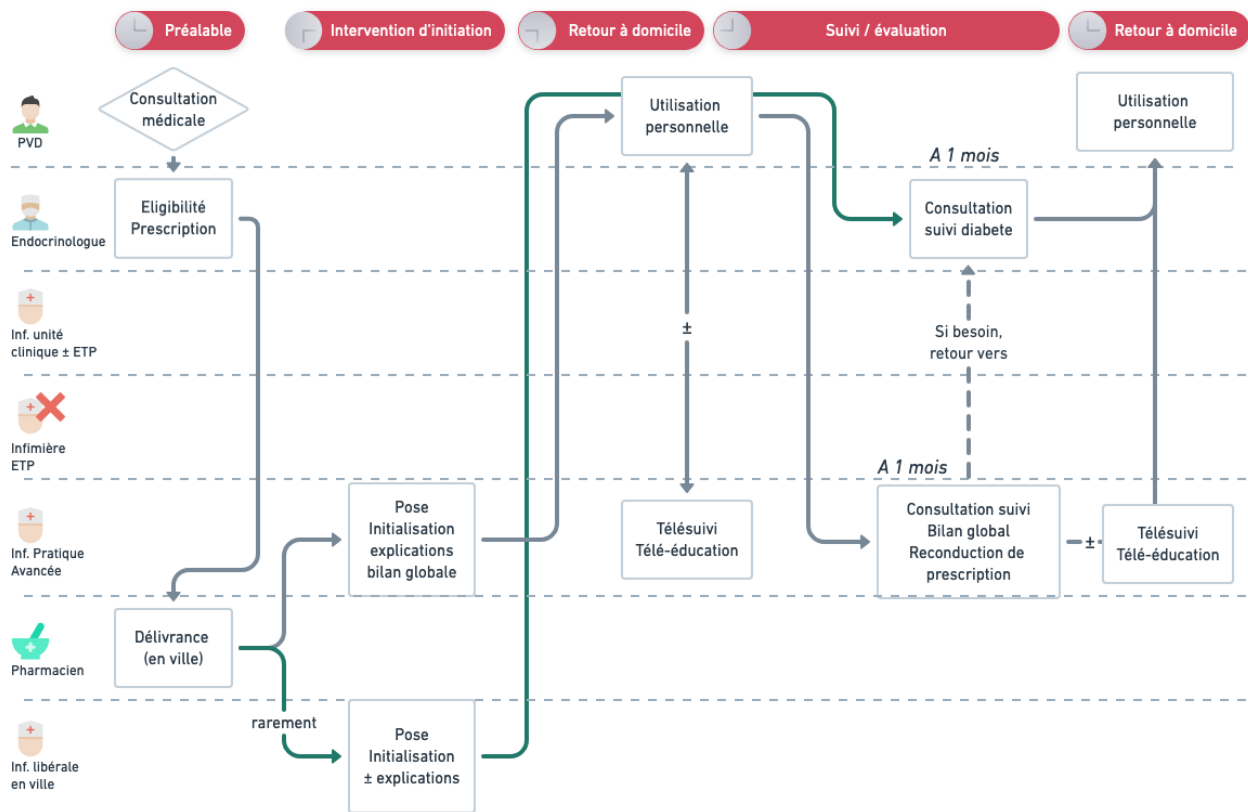 Préalable
Intervention d'initiation
Retour à domicile
Suivi / évaluation
Retour à domicile
PVD
Consultation
médicale
Utilisation
personnelle
Utilisation
personnelle
A 1 mois
Endocrinologue
Eligibilité
Prescription
Consultation
suivi diabete
Inf. unité
clinique ± ETP
±
Si besoin,
retour vers
Infimière
ETP
A 1 mois
Inf. Pratique
Avancée
Pose
Initialisation
explications
bilan globale
Télésuivi
Télé-éducation
Consultation suivi
Bilan global
Reconduction de
prescription
±
Télésuivi
Télé-éducation
Pharmacien
Délivrance
(en ville)
rarement
Inf. libérale
en ville
Pose
Initialisation
± explications